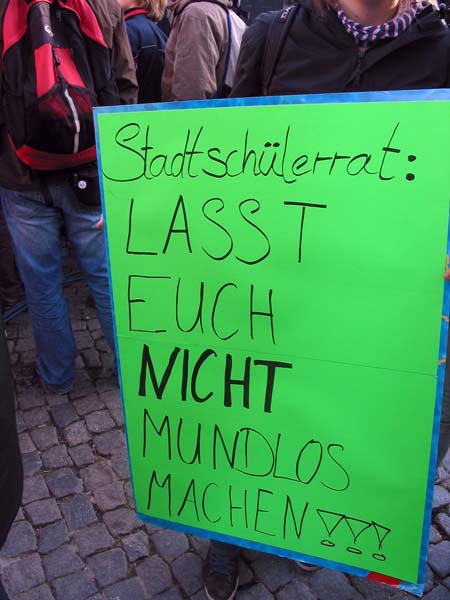 Stadtschülerrat:
LASST
EUCH
NICHT
MUNDLOS
MACHEN!!!